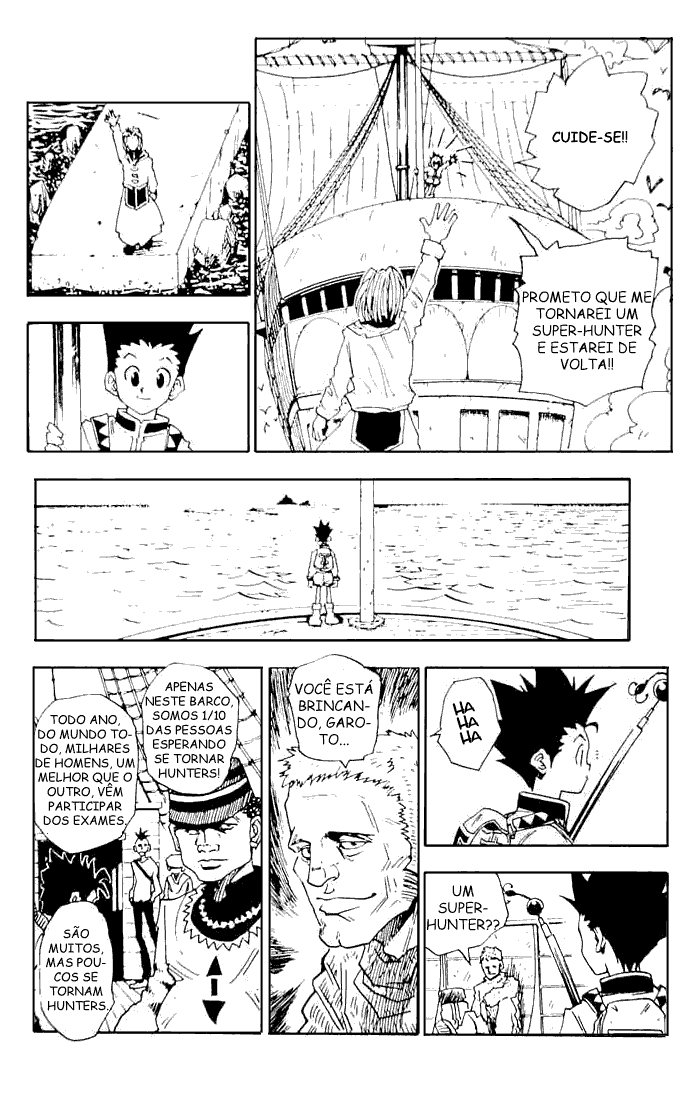 CUIDE-SE!!
PROMETO QUE ME
TORNAREI UM
SUPER-HUNTER
E ESTAREI DE
VOLTA!!
HA
HA
HA
UM
SUPER-
HUNTER??
VOCÊ ESTÁ
BRINCAN-
DO, GARO-
TO...
APENAS
NESTE BARCO,
SOMOS 1/10
DAS PESSOAS
ESPERANDO
SE TORNAR
HUNTERS!
TODO ANO,
DO MUNDO TO-
DO, MILHARES
DE HOMENS, UM
MELHOR QUE O
OUTRO, VÊM
PARTICIPAR
DOS EXAMES.
SÃO
MUITOS,
MAS POU-
COS SE
TORNAM
HUNTERS.